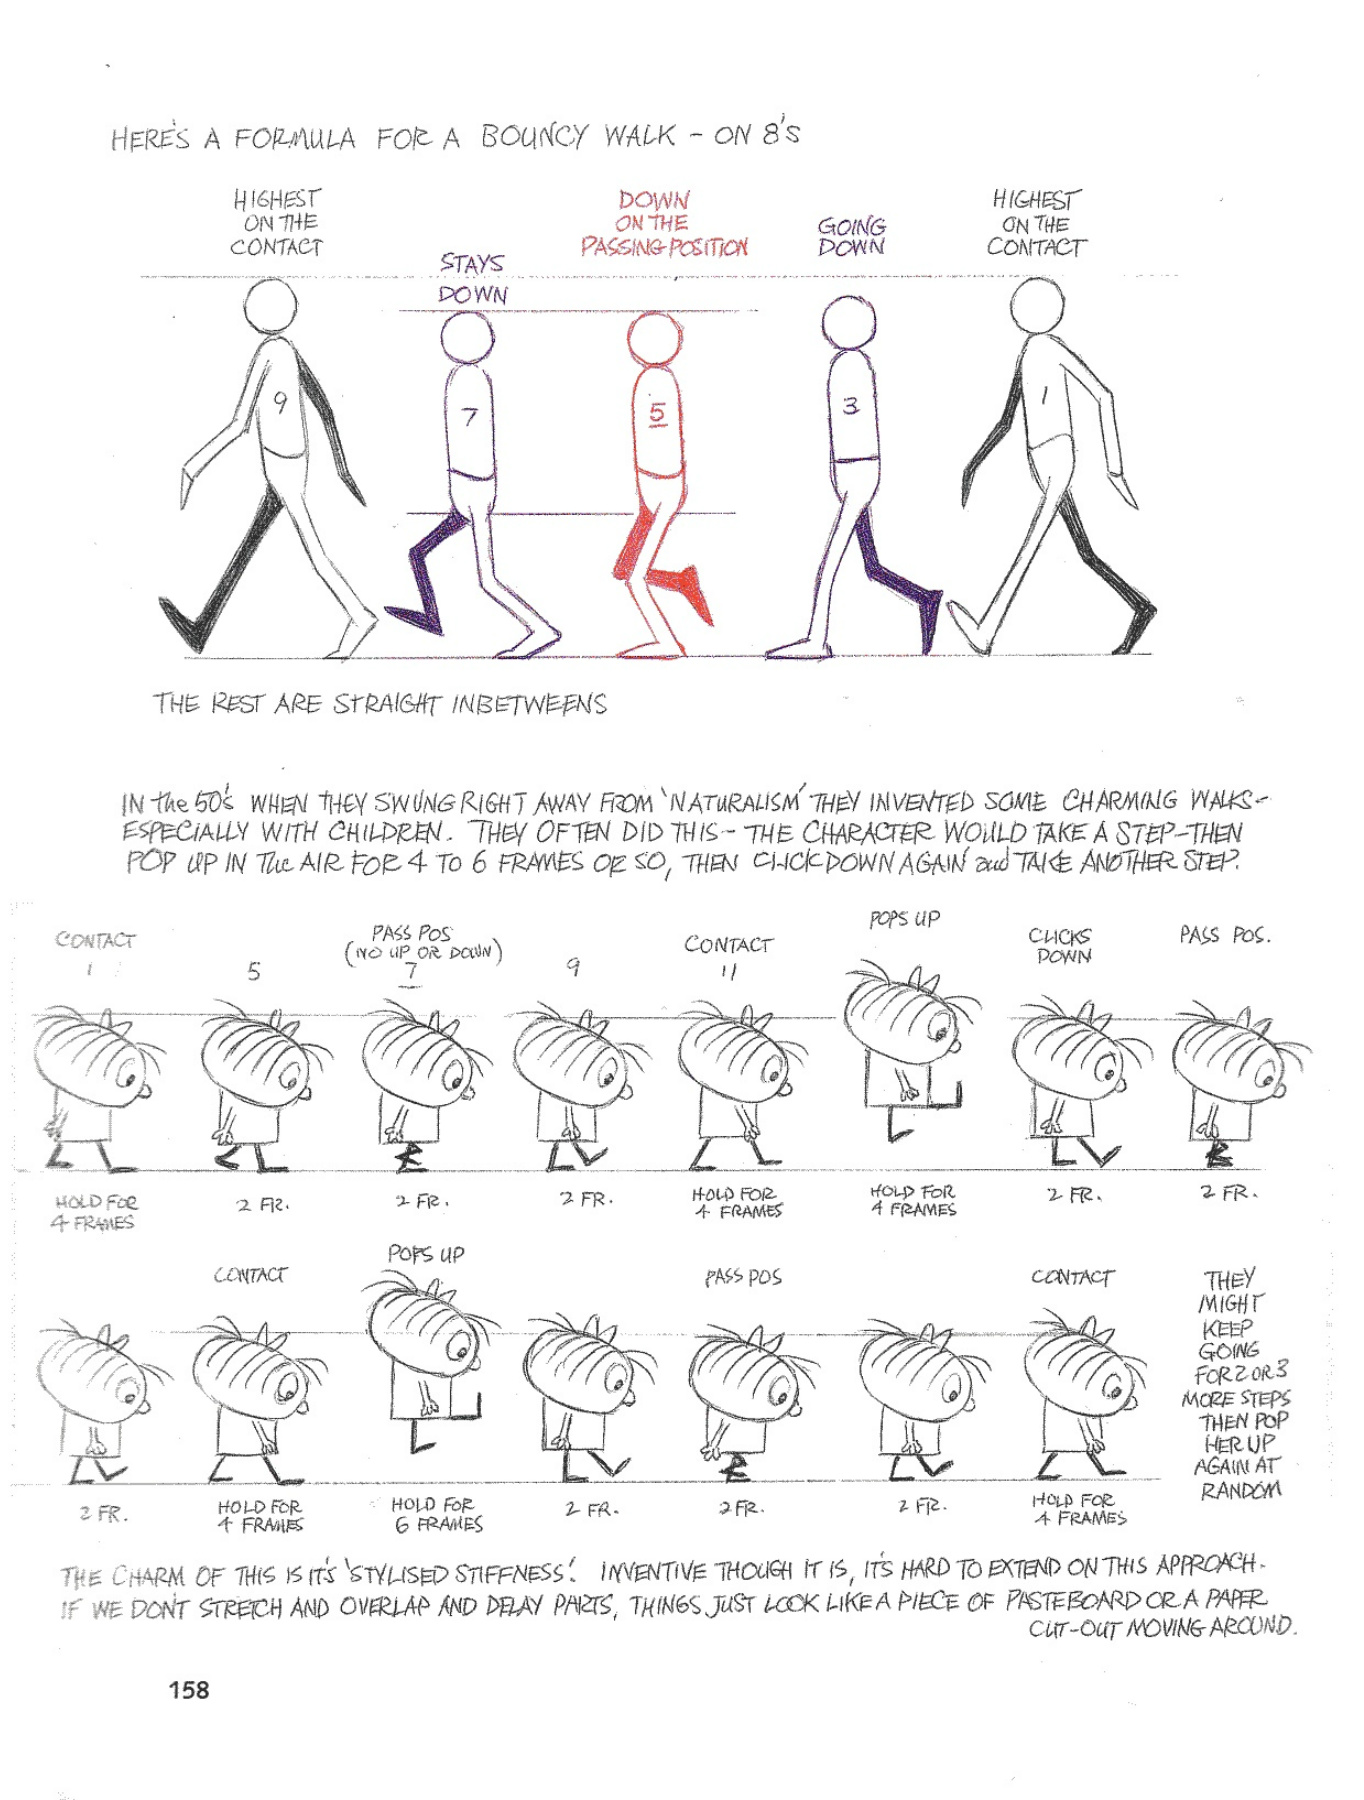 HERE'S A FORMULA FOR A BOUNCY WALK - ON 8'S
HIGHEST
ON THE
CONTACT
STAYS
DOWN
DOWN
ON THE
PASSING POSITION
GOING
DOWN
HIGHEST
ON THE
CONTACT
9
7
5
3
1
THE REST ARE STRAIGHT INBETWEENS
IN the 50's WHEN THEY SWUNG RIGHT AWAY FROM 'NATURALISM' THEY INVENTED SOME CHARMING WALKS -
ESPECIALLY WITH CHILDREN. THEY OFTEN DID THIS - THE CHARACTER WOULD TAKE A STEP - THEN
POP UP IN THE AIR FOR 4 TO 6 FRAMES OR SO, THEN CLICK DOWN AGAIN and TAKE ANOTHER STEP.
CONTACT
1
5
PASS POS
(NO UP OR DOWN)
7
9
CONTACT
11
POPS UP
CLICKS
DOWN
PASS POS.
HOLD FOR
4 FRAMES
2 FR.
2 FR.
2 FR.
HOLD FOR
4 FRAMES
HOLD FOR
4 FRAMES
2 FR.
2 FR.
CONTACT
POPS UP
PASS POS
CONTACT
THEY
MIGHT
KEEP
GOING
FOR 2 OR 3
MORE STEPS
THEN POP
HER UP
AGAIN AT
RANDOM
2 FR.
HOLD FOR
4 FRAMES
HOLD FOR
6 FRAMES
2 FR.
2 FR.
2 FR.
HOLD FOR
4 FRAMES
THE CHARM OF THIS IS IT'S 'STYLISED STIFFNESS'. INVENTIVE THOUGH IT IS, IT'S HARD TO EXTEND ON THIS APPROACH.
IF WE DON'T STRETCH AND OVERLAP AND DELAY PARTS, THINGS JUST LOOK LIKE A PIECE OF PASTEBOARD OR A PAPER
CUT-OUT MOVING AROUND.
158